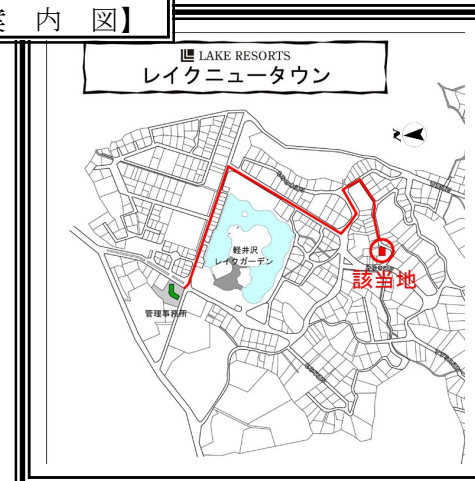 案 内 図】
LAKE RESORTS
レイクニュータウン
N
軽井沢
レイクガーデン
管理事務所
該当地